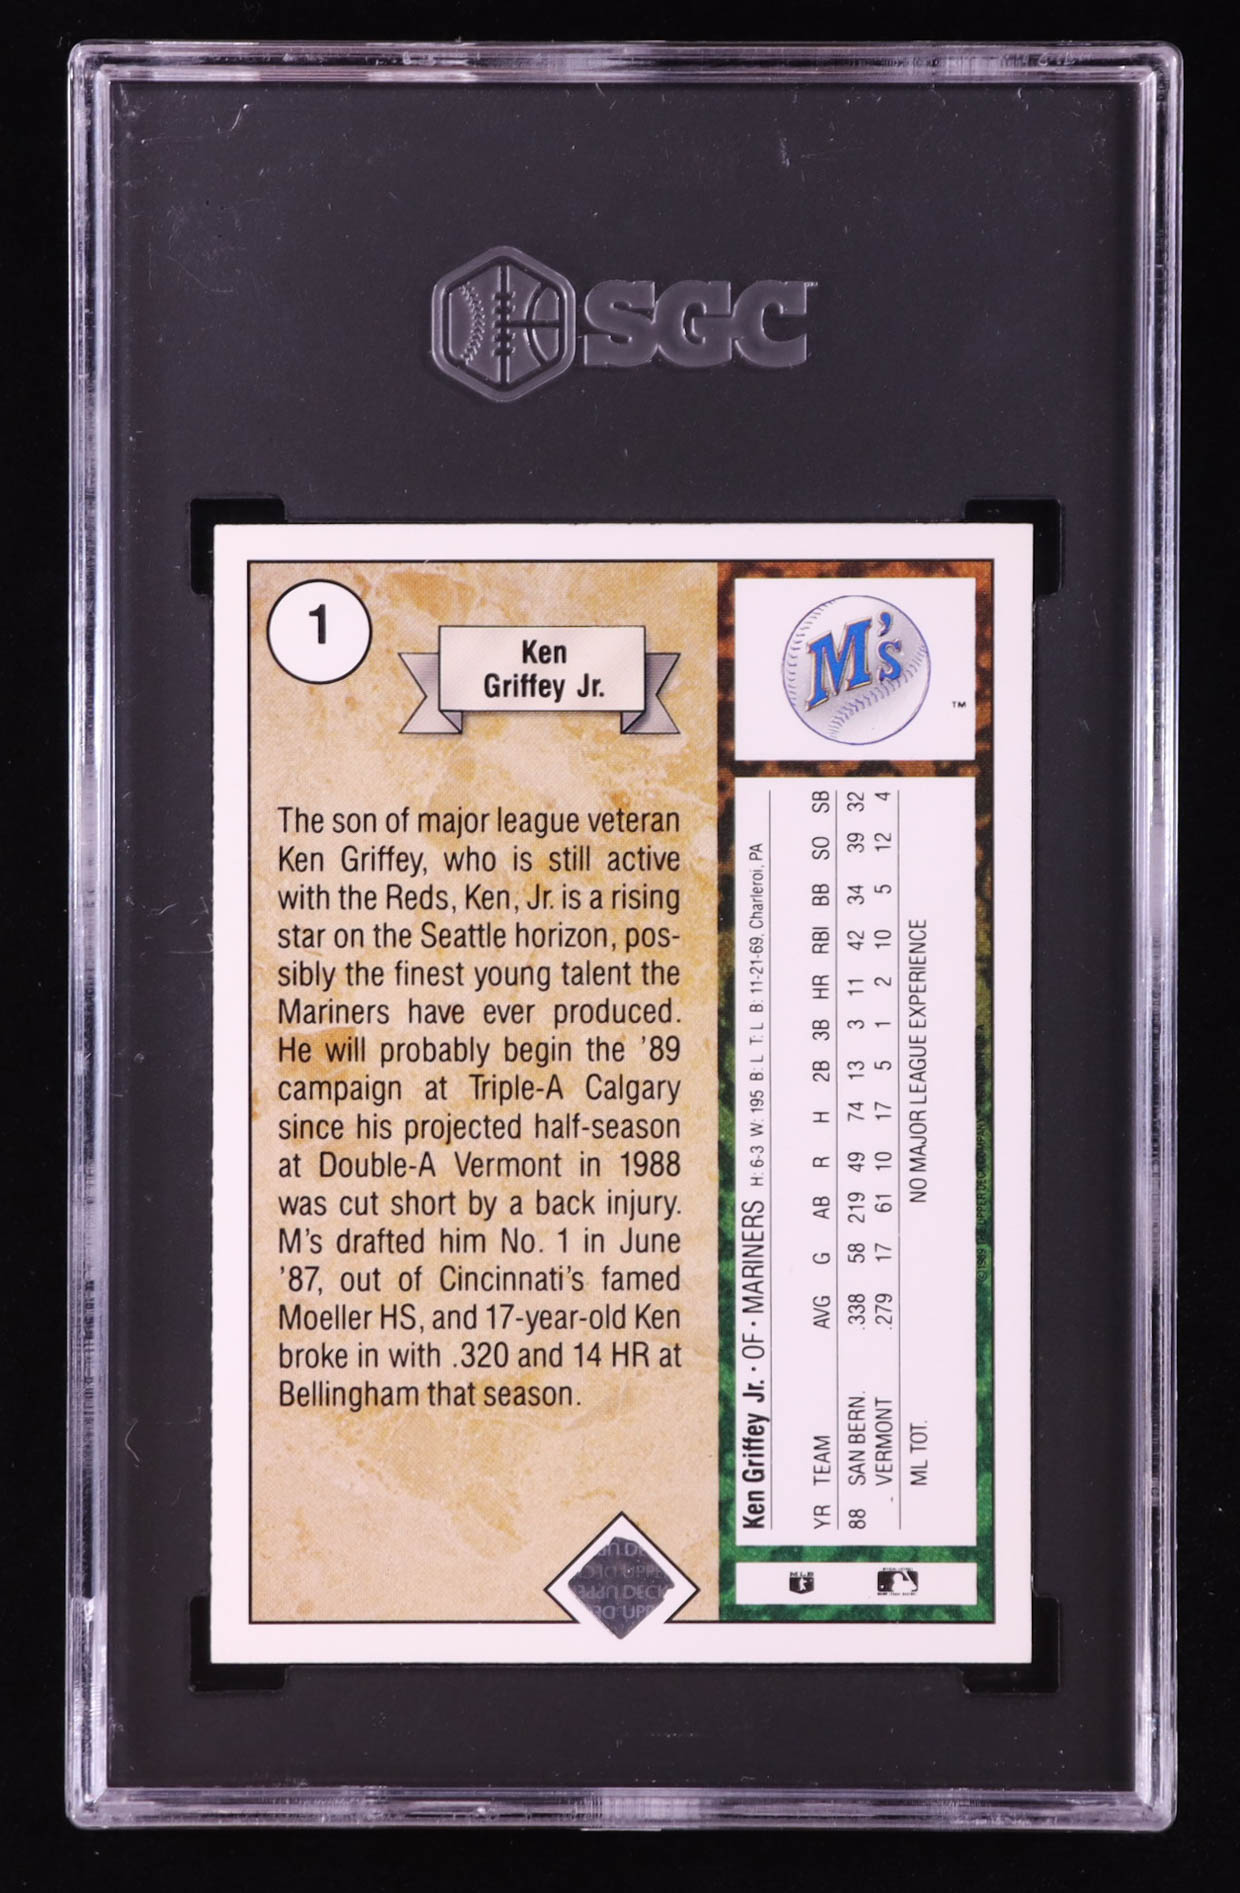 SGC
1
Ken
Griffey Jr.
The son of major league veteran
Ken Griffey, who is still active
with the Reds, Ken, Jr. is a rising
star on the Seattle horizon, pos-
sibly the finest young talent the
Mariners have ever produced.
He will probably begin the '89
campaign at Triple-A Calgary
since his projected half-season
at Double-A Vermont in 1988
was cut short by a back injury.
M's drafted him No. 1 in June
'87, out of Cincinnati's famed
Moeller HS, and 17-year-old Ken
broke in with .320 and 14 HR at
Bellingham that season.
M's
TM
Ken Griffey Jr. · OF · MARINERS H: 6-3 W: 195 B: L T: L B: 11-21-69, Charleroi, PA
YR TEAM AVG G AB R H 2B 3B HR RBI BB SO SB
88 SAN BERN. .338 58 219 49 74 13 3 11 42 34 39 32
VERMONT .279 17 61 10 17 5 1 2 10 5 12 4
ML TOT. NO MAJOR LEAGUE EXPERIENCE
UPPER DECK